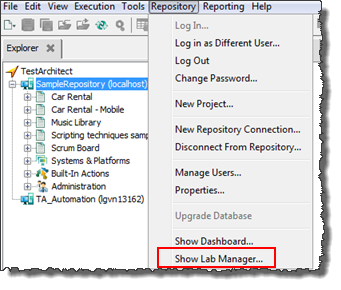 File Edit View Execution Tools Repository Reporting Help
Explorer
TestArchitect
SampleRepository (localhost)
Car Rental
Car Rental - Mobile
Music Library
Scripting techniques sam
Scrum Board
Systems & Platforms
Built-In Actions
Administration
TA_Automation (lgvn13162)
Log In...
Log in as Different User...
Log Out
Change Password...
New Project...
New Repository Connection...
Disconnect From Repository...
Manage Users...
Properties...
Upgrade Database
Show Dashboard...
Show Lab Manager...